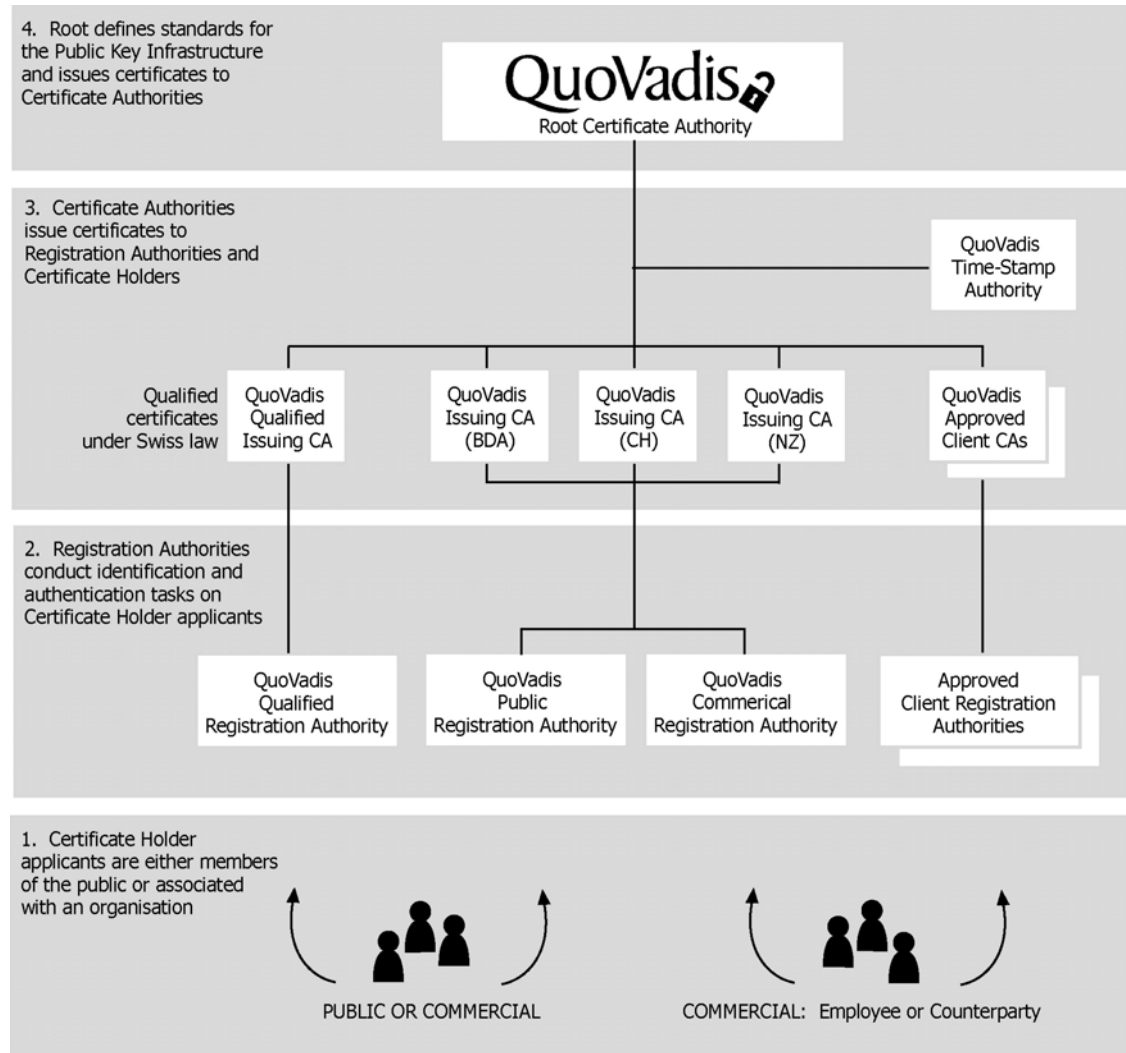 4. Root defines standards for
the Public Key Infrastructure
and issues certificates to
Certificate Authorities
QuoVadis
Root Certificate Authority
3. Certificate Authorities
issue certificates to
Registration Authorities and
Certificate Holders
QuoVadis
Time-Stamp
Authority
Qualified
certificates
under Swiss law
QuoVadis
Qualified
Issuing CA
QuoVadis
Issuing CA
(BDA)
QuoVadis
Issuing CA
(CH)
QuoVadis
Issuing CA
(NZ)
QuoVadis
Approved
Client CAs
2. Registration Authorities
conduct identification and
authentication tasks on
Certificate Holder applicants
QuoVadis
Qualified
Registration Authority
QuoVadis
Public
Registration Authority
QuoVadis
Commerical
Registration Authority
Approved
Client Registration
Authorities
1. Certificate Holder
applicants are either members
of the public or associated
with an organisation
PUBLIC OR COMMERCIAL
COMMERCIAL: Employee or Counterparty